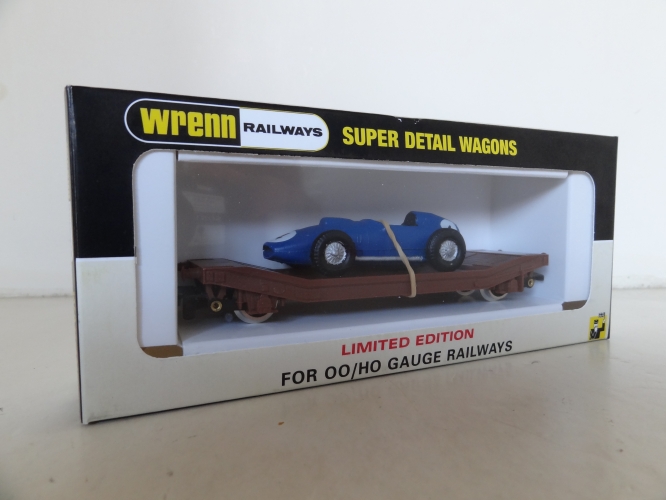 wrenn RAILWAYS
SUPER DETAIL WAGONS
LIMITED EDITION
FOR OO/HO GAUGE RAILWAYS